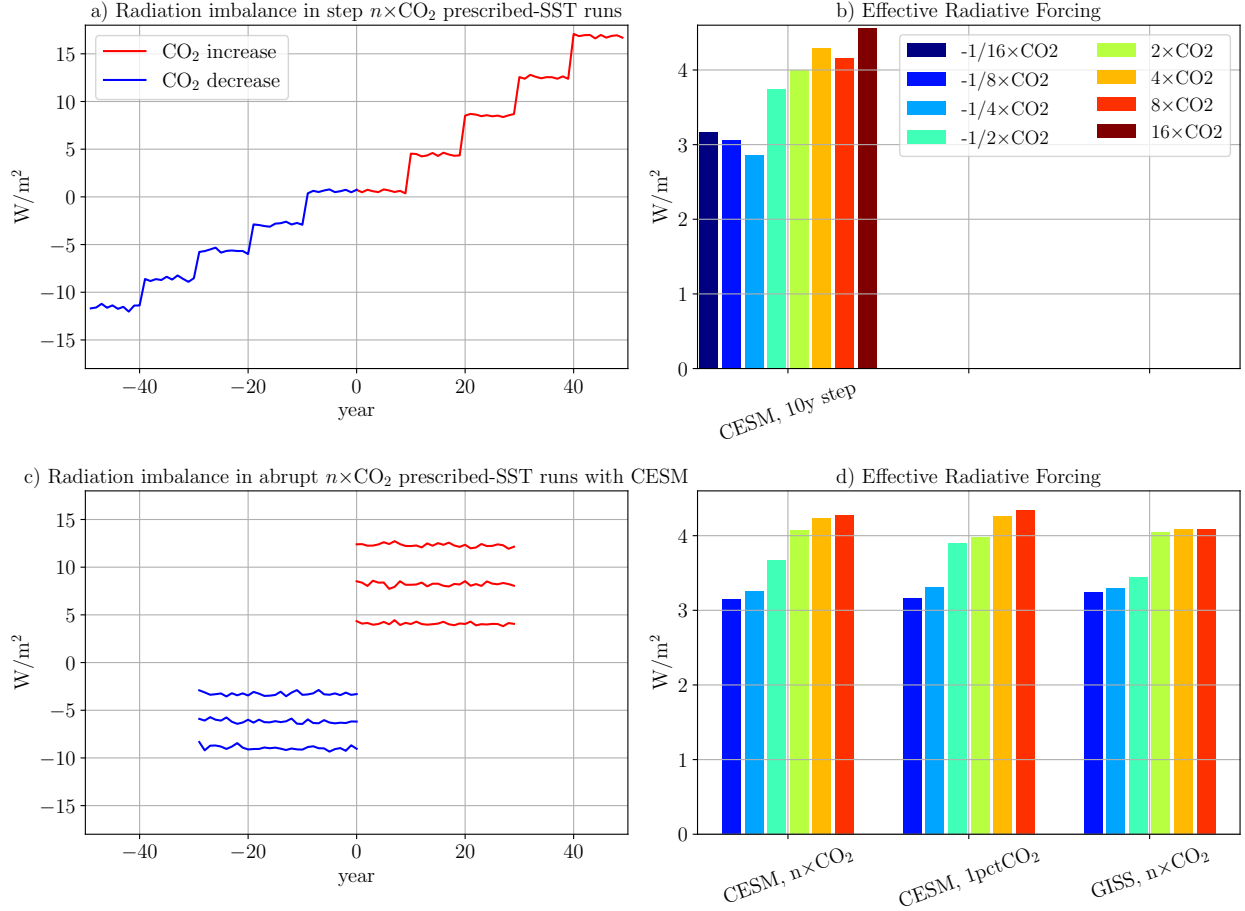 a) Radiation imbalance in step n×CO₂ prescribed-SST runs
W/m²
15
10
5
0
−5
−10
−15
CO₂ increase
CO₂ decrease
−40
−20
0
20
40
year
b) Effective Radiative Forcing
W/m²
4
3
2
1
0
-1/16×CO2
-1/8×CO2
-1/4×CO2
-1/2×CO2
2×CO2
4×CO2
8×CO2
16×CO2
CESM, 10y step
c) Radiation imbalance in abrupt n×CO₂ prescribed-SST runs with CESM
W/m²
15
10
5
0
−5
−10
−15
−40
−20
0
20
40
year
d) Effective Radiative Forcing
W/m²
4
3
2
1
0
CESM, n×CO₂
CESM, 1pctCO₂
GISS, n×CO₂